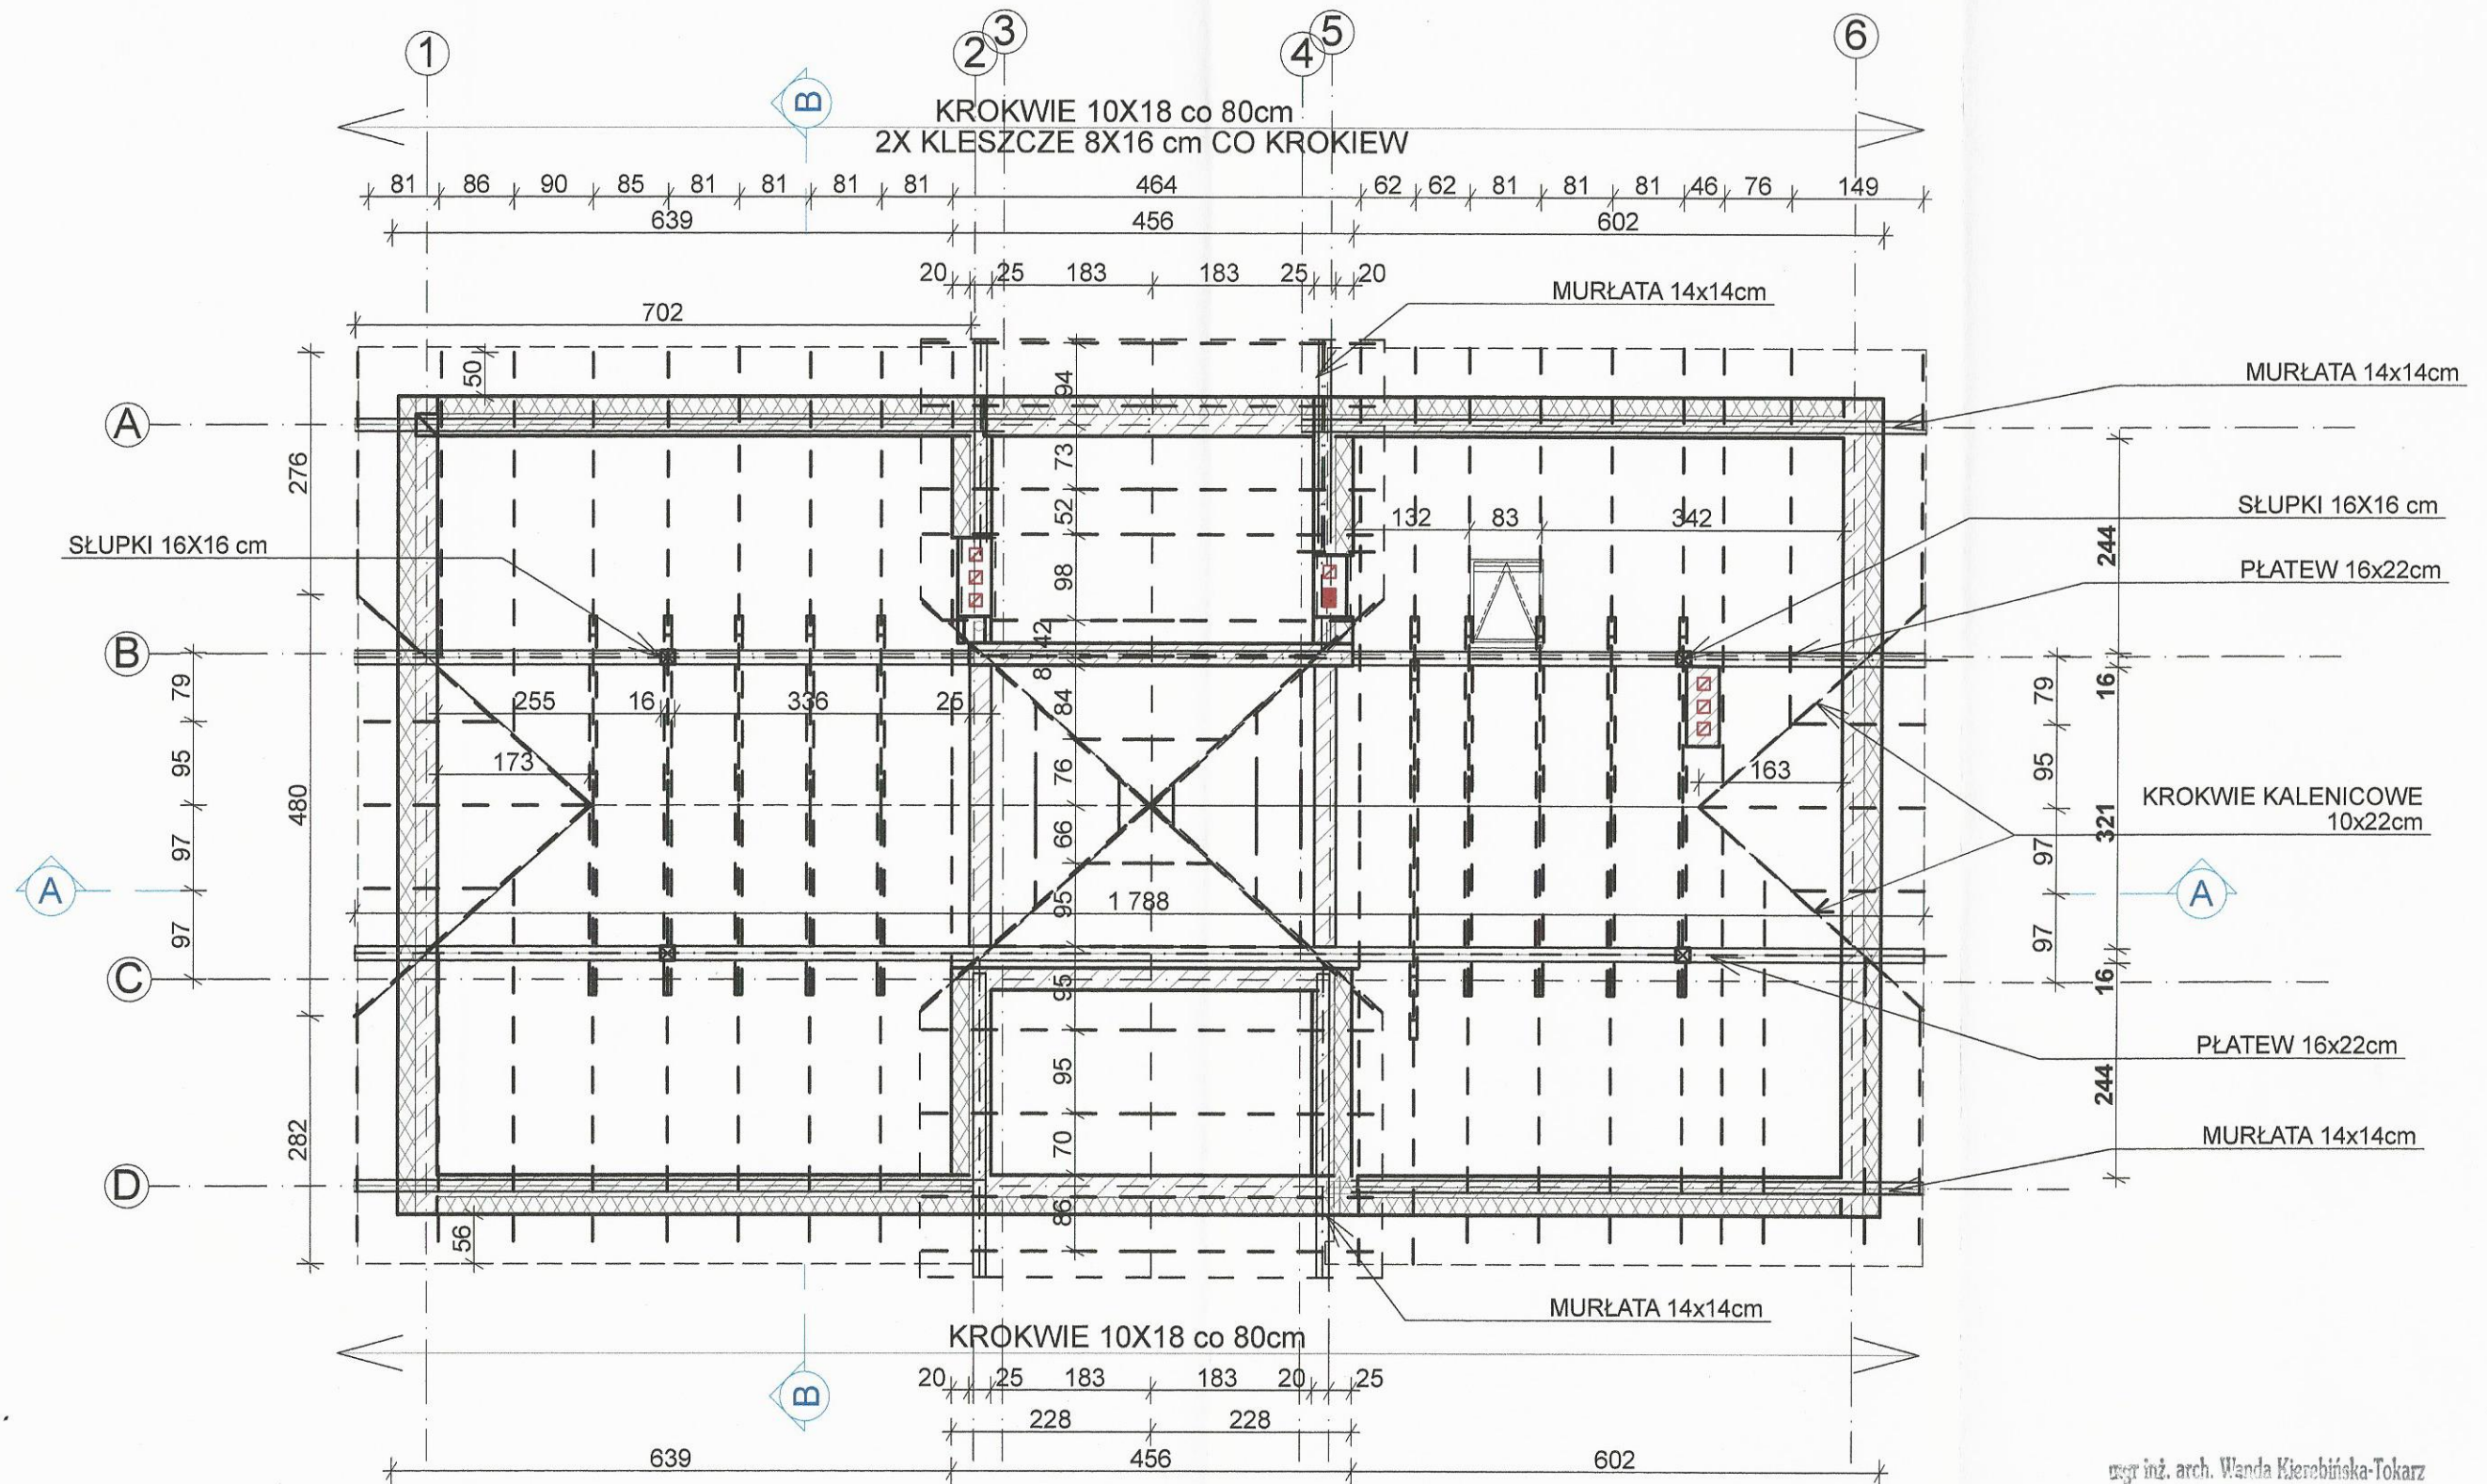 1 2 3 4 5 6
B
KROKWIE 10X18 co 80cm
2X KLESZCZE 8X16 cm CO KROKIEW
81 86 90 85 81 81 81 81 464 62 62 81 81 81 46 76 149
639 456 602
20 25 183 183 25 20
MURŁATA 14x14cm
702
MURŁATA 14x14cm
50 94
A
276 73
SŁUPKI 16X16 cm
52 132 83 342
244
SŁUPKI 16X16 cm
98
PŁATEW 16x22cm
42
B
8
79 255 16 336 25 84 79 16
95 173 76 163 95
KROKWIE KALENICOWE
10x22cm
480 321
97 66 97
A A
95 1 788
97 97
C
95 16
PŁATEW 16x22cm
95
244
282 70
MURŁATA 14x14cm
D
86
56
MURŁATA 14x14cm
KROKWIE 10X18 co 80cm
20 25 183 183 20 25
B
228 228
639 456 602
mgr inż. arch. Wanda Kierebińska-Tokarz